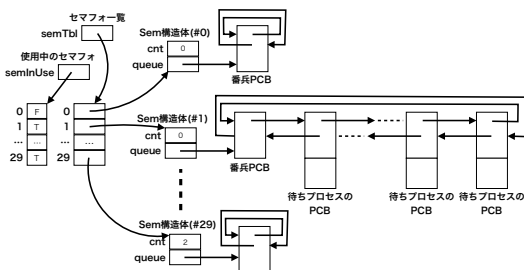 セマフォ一覧
semTbl
使用中のセマフォ
semInUse
0 F
1 T
... ...
29 T
0
1
... ...
29
Sem構造体(#0)
cnt 0
queue
番兵PCB
Sem構造体(#1)
cnt 0
queue
番兵PCB
待ちプロセスの
PCB
待ちプロセスの
PCB
待ちプロセスの
PCB
Sem構造体(#29)
cnt 2
queue